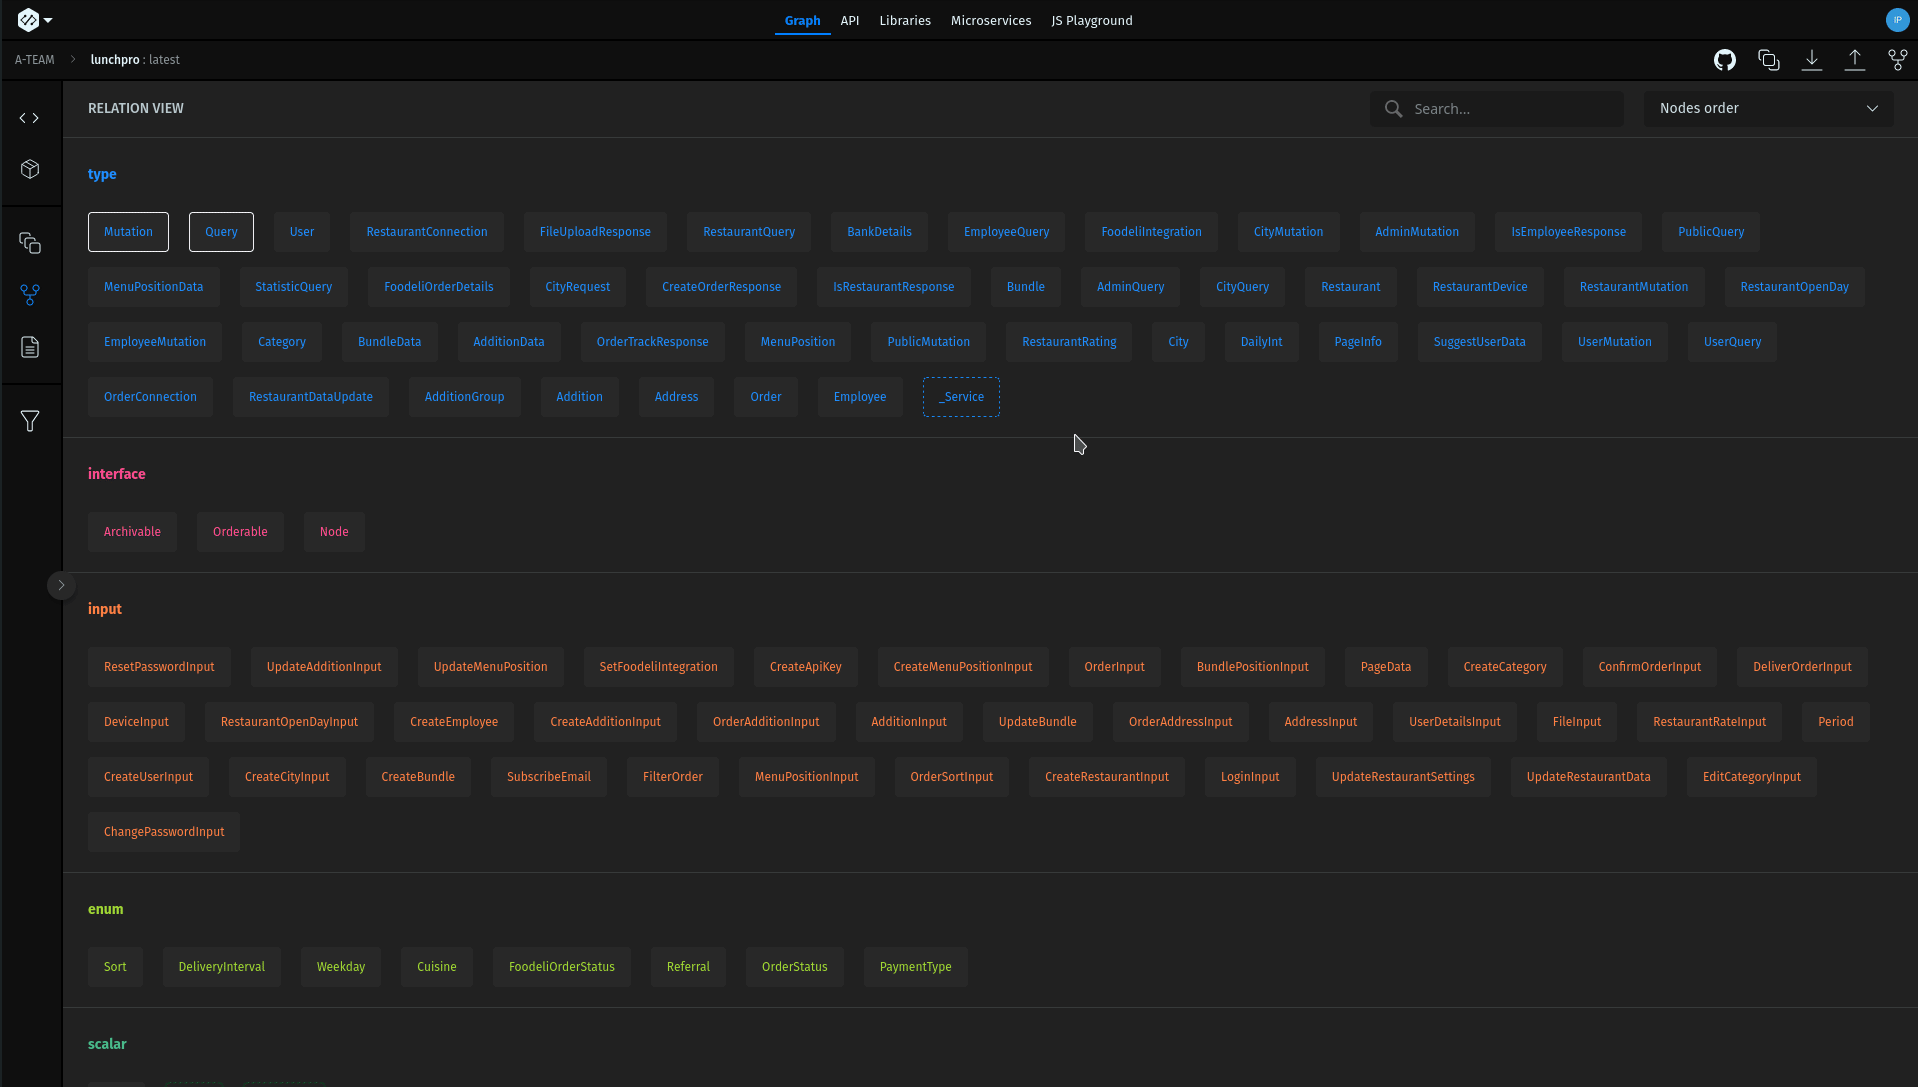 Graph API Libraries Microservices JS Playground IP
A-TEAM > lunchpro : latest
RELATION VIEW Search... Nodes order
type
Mutation Query User RestaurantConnection FileUploadResponse RestaurantQuery BankDetails EmployeeQuery FoodeliIntegration CityMutation AdminMutation IsEmployeeResponse PublicQuery
MenuPositionData StatisticQuery FoodeliOrderDetails CityRequest CreateOrderResponse IsRestaurantResponse Bundle AdminQuery CityQuery Restaurant RestaurantDevice RestaurantMutation RestaurantOpenDay
EmployeeMutation Category BundleData AdditionData OrderTrackResponse MenuPosition PublicMutation RestaurantRating City DailyInt PageInfo SuggestUserData UserMutation UserQuery
OrderConnection RestaurantDataUpdate AdditionGroup Addition Address Order Employee _Service
interface
Archivable Orderable Node
input
ResetPasswordInput UpdateAdditionInput UpdateMenuPosition SetFoodeliIntegration CreateApiKey CreateMenuPositionInput OrderInput BundlePositionInput PageData CreateCategory ConfirmOrderInput DeliverOrderInput
DeviceInput RestaurantOpenDayInput CreateEmployee CreateAdditionInput OrderAdditionInput AdditionInput UpdateBundle OrderAddressInput AddressInput UserDetailsInput FileInput RestaurantRateInput Period
CreateUserInput CreateCityInput CreateBundle SubscribeEmail FilterOrder MenuPositionInput OrderSortInput CreateRestaurantInput LoginInput UpdateRestaurantSettings UpdateRestaurantData EditCategoryInput
ChangePasswordInput
enum
Sort DeliveryInterval Weekday Cuisine FoodeliOrderStatus Referral OrderStatus PaymentType
scalar